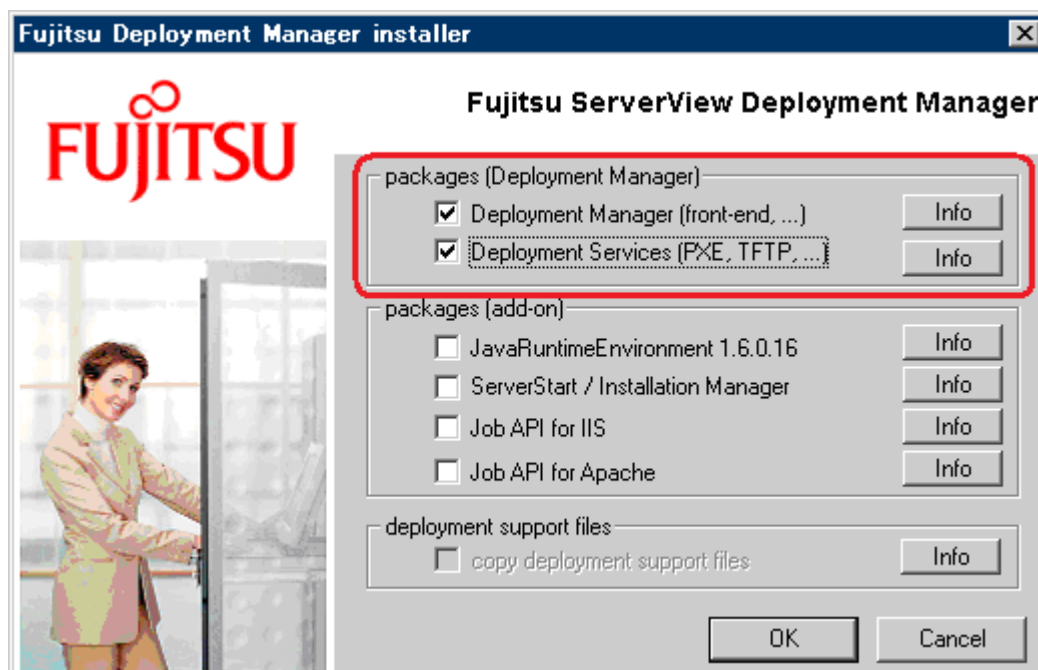 Fujitsu Deployment Manager installer
FUJITSU
Fujitsu ServerView Deployment Manager
packages (Deployment Manager)
Deployment Manager (front-end, ...) Info
Deployment Services (PXE, TFTP, ...) Info
packages (add-on)
JavaRuntimeEnvironment 1.6.0.16 Info
ServerStart / Installation Manager Info
Job API for IIS Info
Job API for Apache Info
deployment support files
copy deployment support files Info
OK Cancel